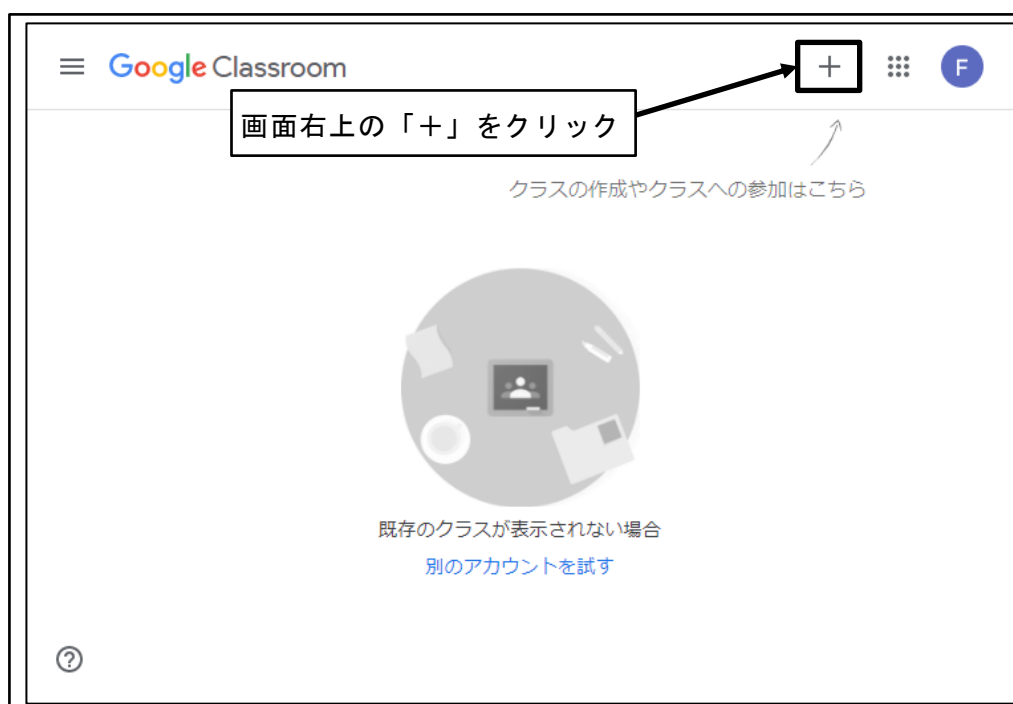 Google Classroom
F
画面右上の「＋」をクリック
クラスの作成やクラスへの参加はこちら
既存のクラスが表示されない場合
別のアカウントを試す